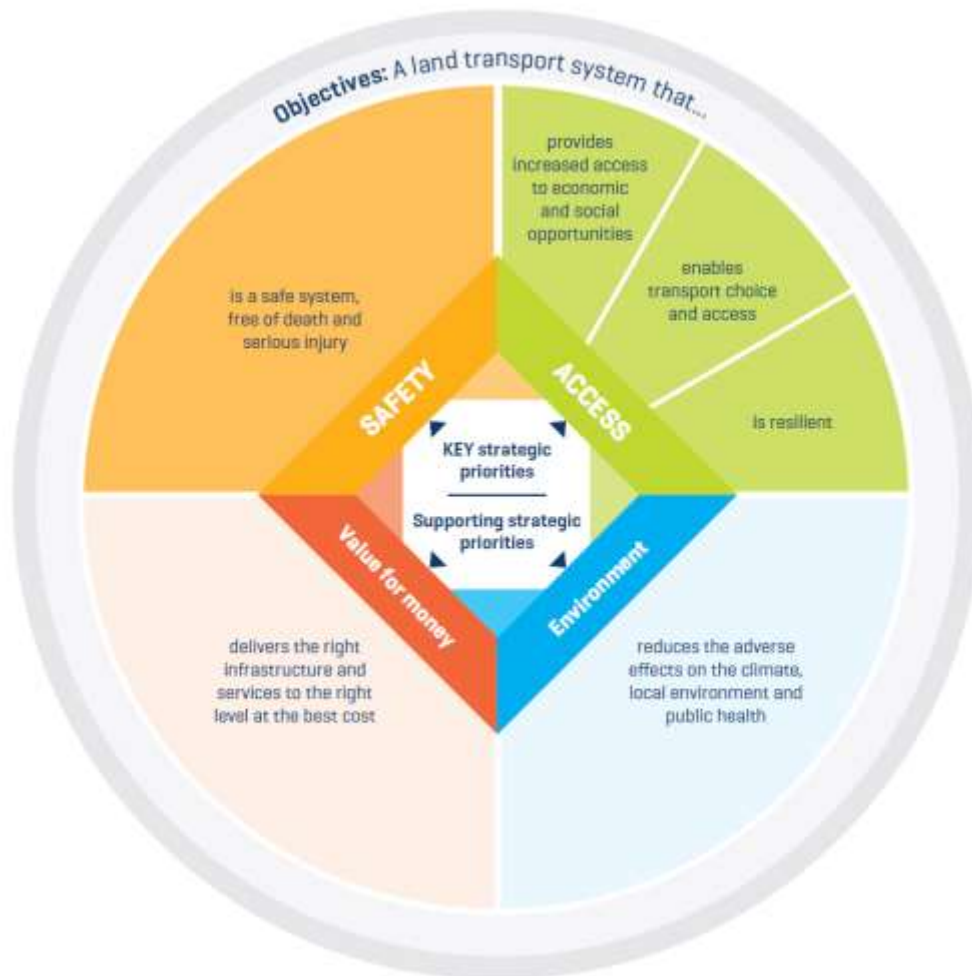 Objectives: A land transport system that...
provides
increased access
to economic
and social
opportunities
enables
transport choice
and access
is resilient
is a safe system,
free of death and
serious injury
SAFETY
ACCESS
KEY strategic
priorities
Supporting strategic
priorities
Value for money
Environment
delivers the right
infrastructure and
services to the right
level at the best cost
reduces the adverse
effects on the climate,
local environment and
public health